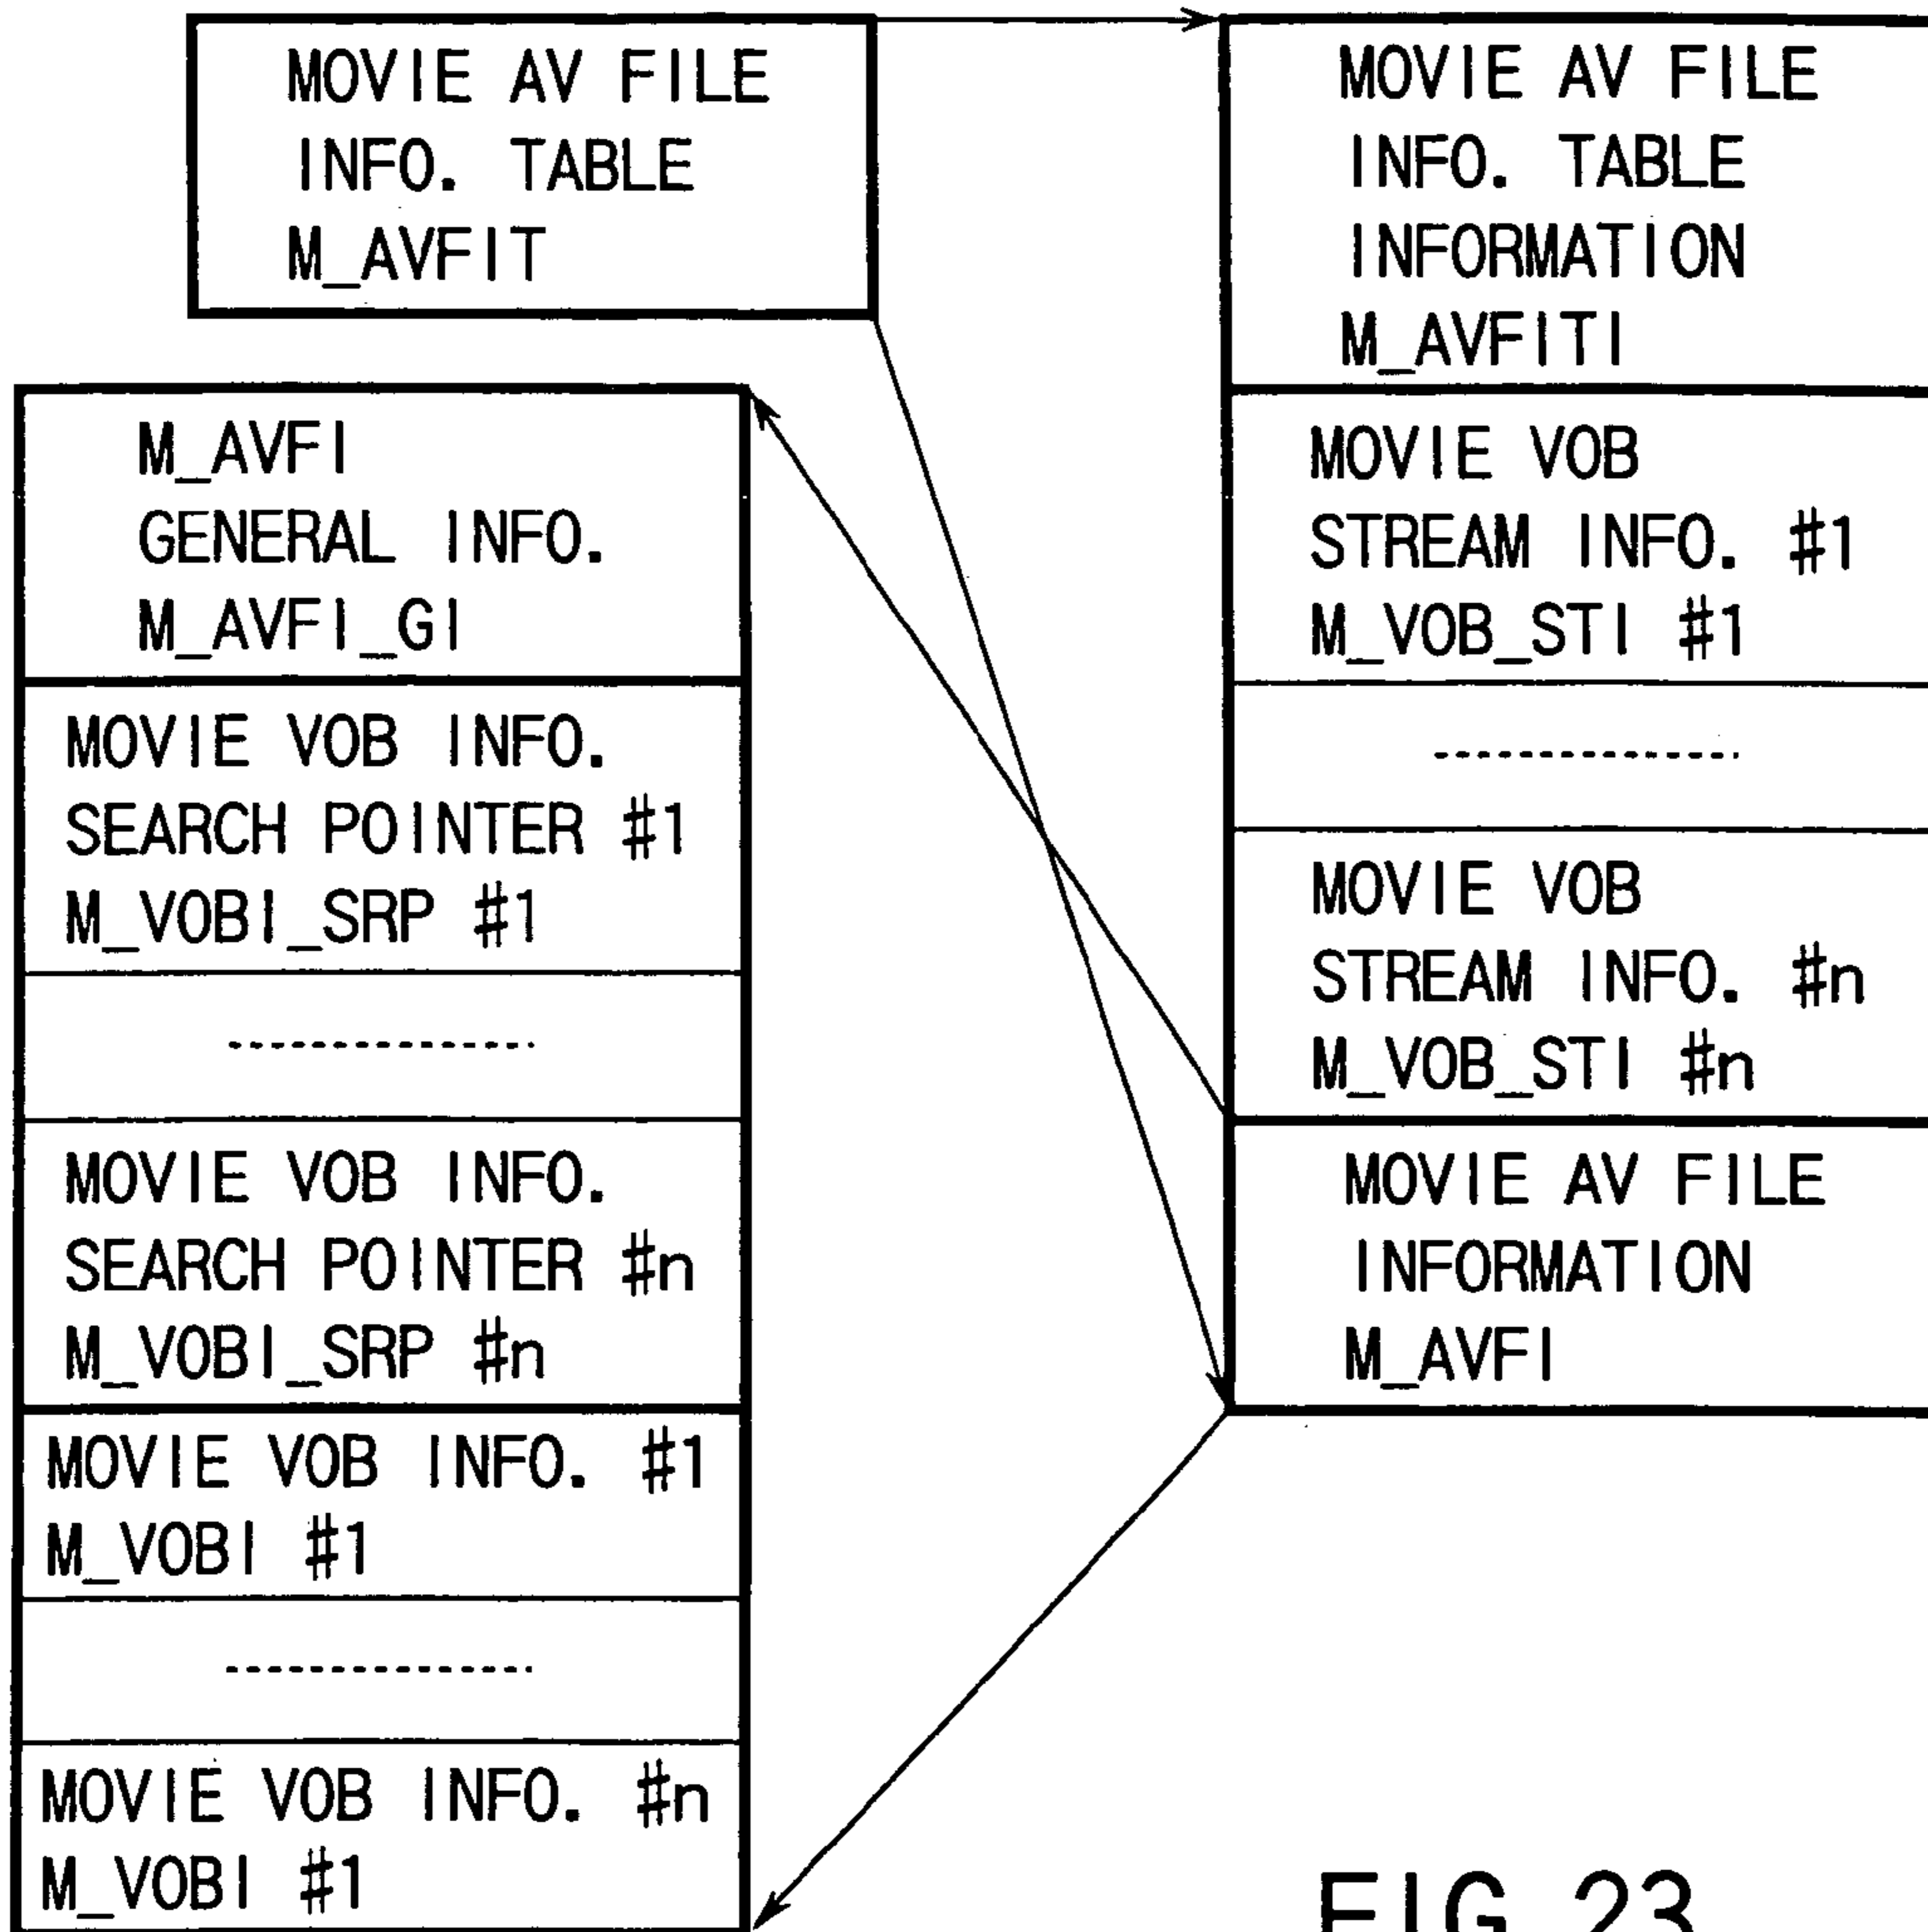 MOVIE AV FILE
INFO. TABLE
M_AVFIT
MOVIE AV FILE
INFO. TABLE
INFORMATION
M_AVFITI
MOVIE VOB
STREAM INFO. #1
M_VOB_STI #1
MOVIE VOB
STREAM INFO. #n
M_VOB_STI #n
MOVIE AV FILE
INFORMATION
M_AVFI
M_AVFI
GENERAL INFO.
M_AVFI_GI
MOVIE VOB INFO.
SEARCH POINTER #1
M_VOBI_SRP #1
MOVIE VOB INFO.
SEARCH POINTER #n
M_VOBI_SRP #n
MOVIE VOB INFO. #1
M_VOBI #1
MOVIE VOB INFO. #n
M_VOBI #1
FIG. 23